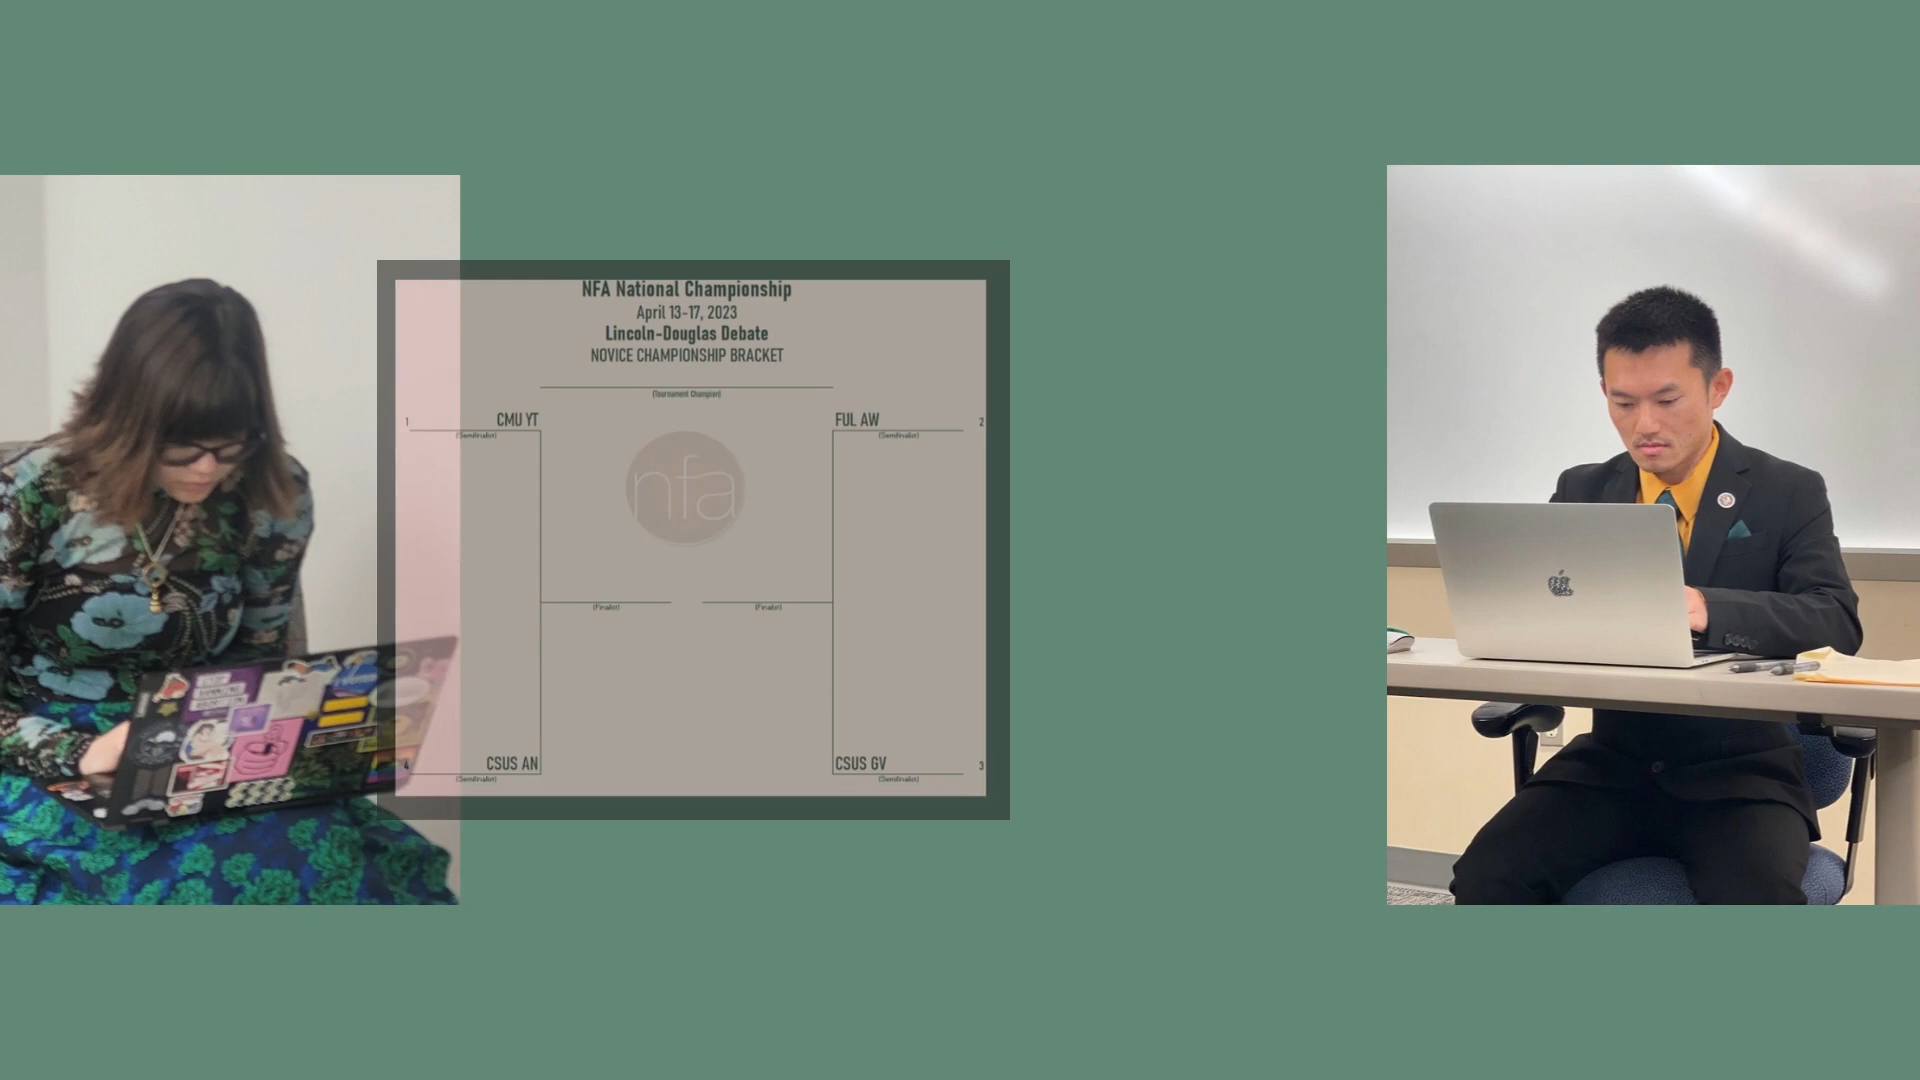 NFA National Championship
April 13-17, 2023
Lincoln-Douglas Debate
NOVICE CHAMPIONSHIP BRACKET
(Tournament Champion)
1 CMU YT
(Semifinalist)
FUL AW 2
(Semifinalist)
nfa
(Finalist)
(Finalist)
4 CSUS AN
(Semifinalist)
CSUS GV 3
(Semifinalist)